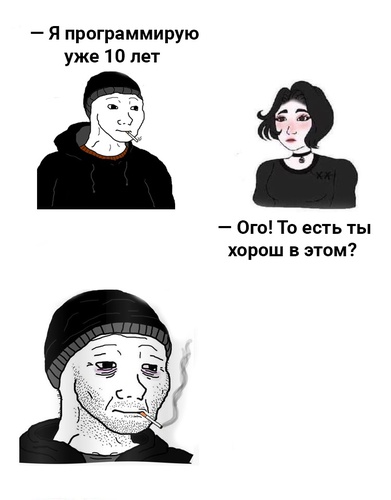 — Я программирую
уже 10 лет
— Ого! То есть ты
хорош в этом?